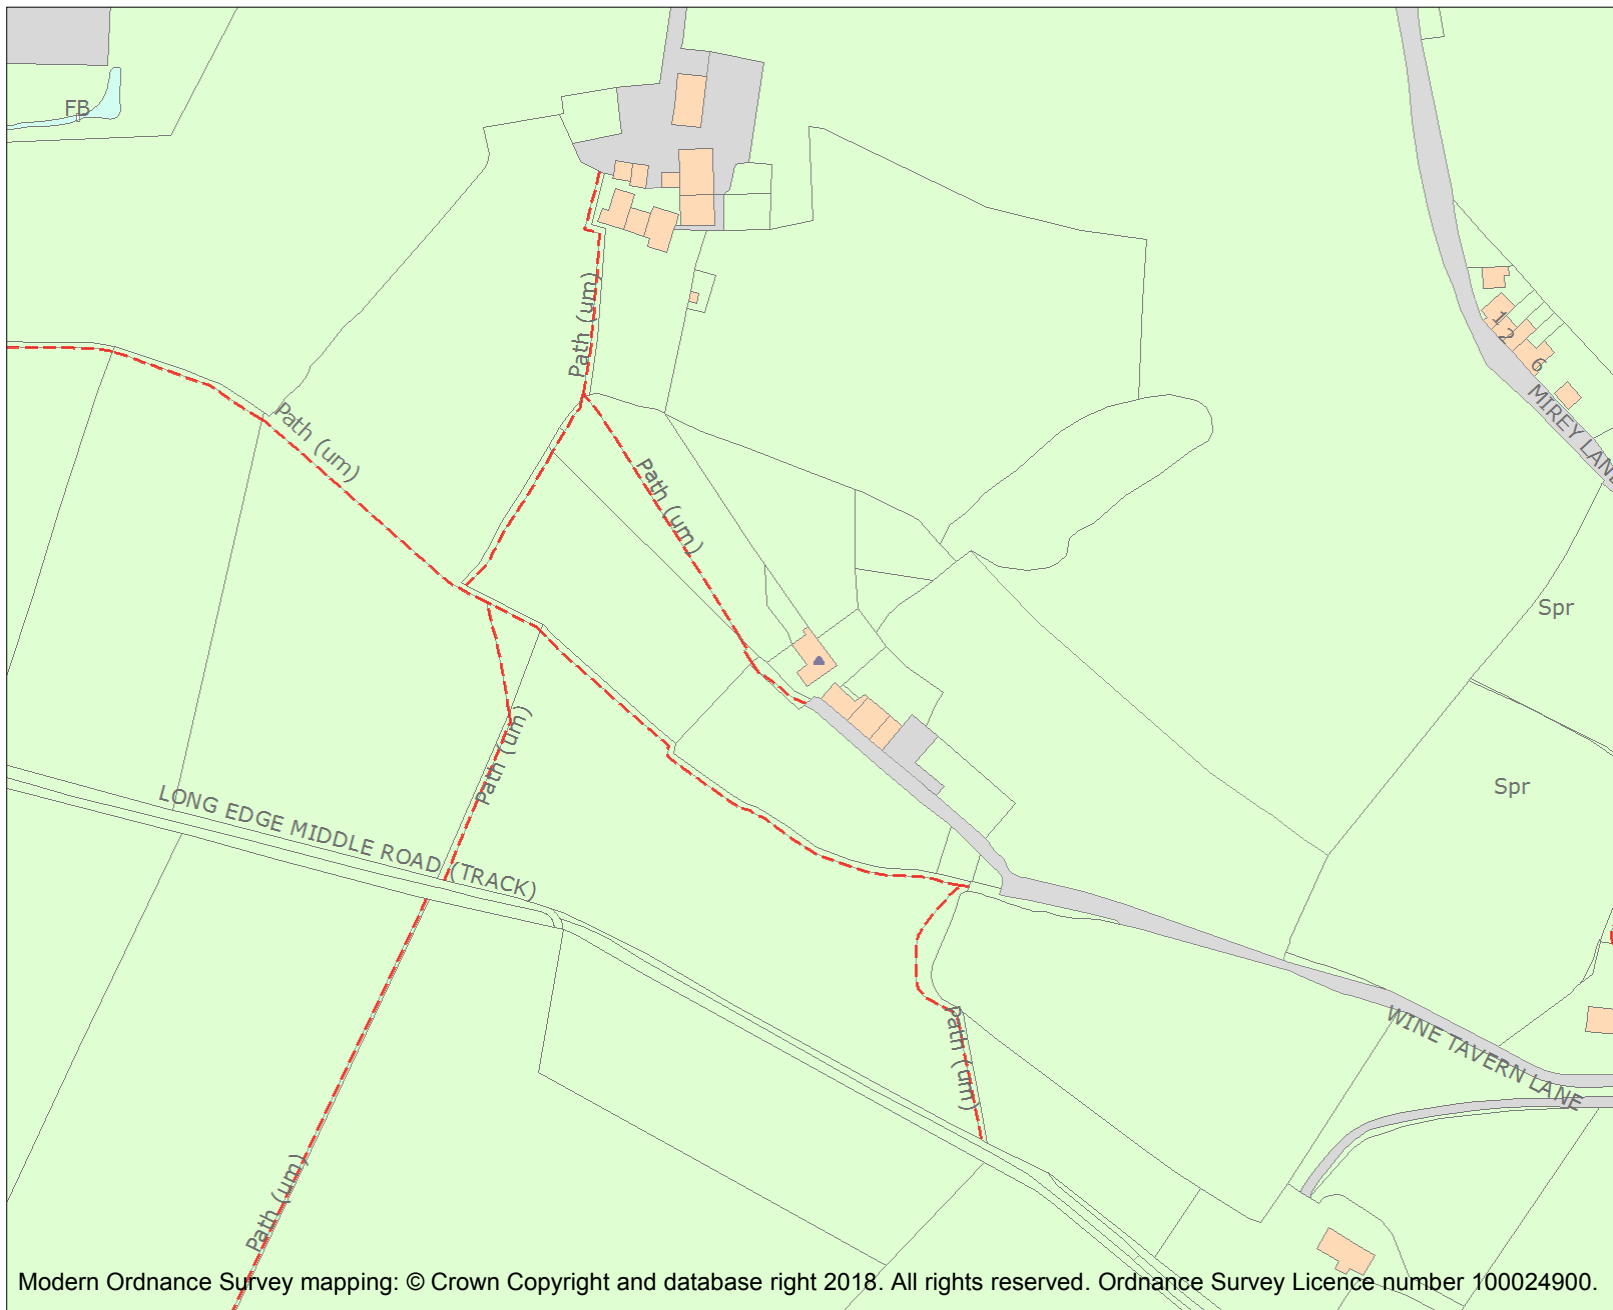 FB
Path (um)
Path (um)
Path (um)
1
2
6
MIREY LANE
Spr
Spr
Path (um)
LONG EDGE MIDDLE ROAD (TRACK)
Path (um)
WINE TAVERN LANE
Path (um)
Modern Ordnance Survey mapping: © Crown Copyright and database right 2018. All rights reserved. Ordnance Survey Licence number 100024900.